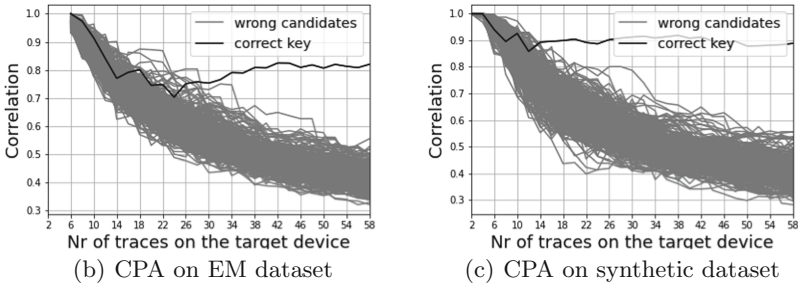 Correlation
1.0
0.9
0.8
0.7
0.6
0.5
0.4
0.3
wrong candidates
correct key
2 6 10 14 18 22 26 30 34 38 42 46 50 54 58
Nr of traces on the target device
(b) CPA on EM dataset
Correlation
1.0
0.9
0.8
0.7
0.6
0.5
0.4
0.3
wrong candidates
correct key
2 6 10 14 18 22 26 30 34 38 42 46 50 54 58
Nr of traces on the target device
(c) CPA on synthetic dataset